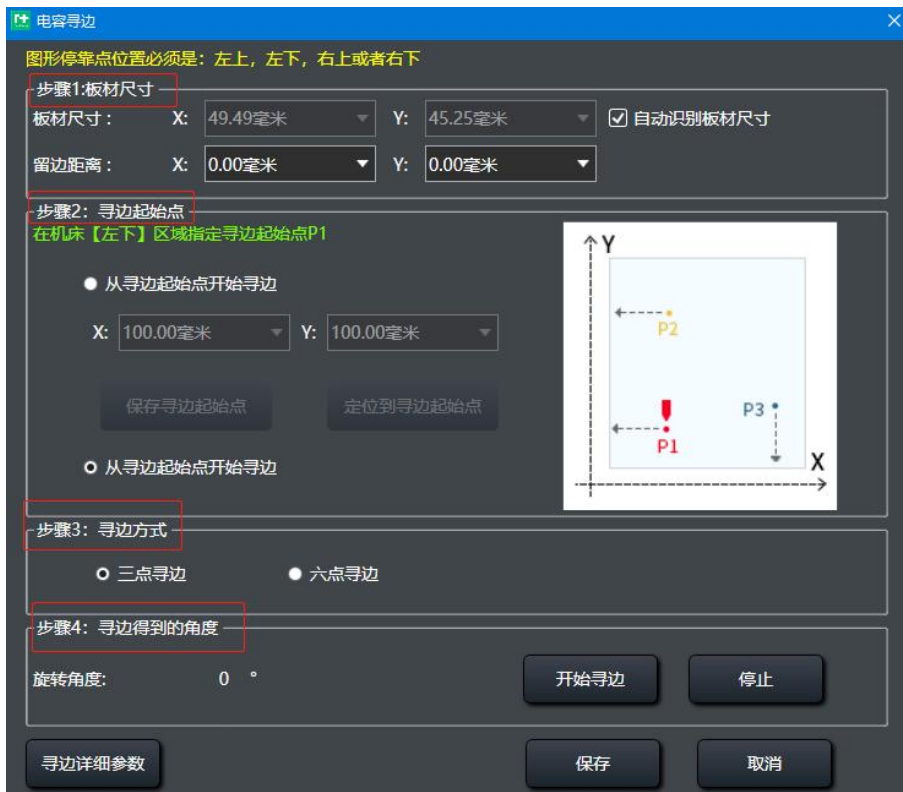 电容寻边
图形停靠点位置必须是：左上，左下，右上或者右下
步骤1:板材尺寸
板材尺寸： X: 49.49毫米 Y: 45.25毫米 自动识别板材尺寸
留边距离： X: 0.00毫米 Y: 0.00毫米
步骤2：寻边起始点
在机床【左下】区域指定寻边起始点P1
从寻边起始点开始寻边
X: 100.00毫米 Y: 100.00毫米
保存寻边起始点 定位到寻边起始点
从寻边起始点开始寻边
Y
P2
P3
P1
X
步骤3：寻边方式
三点寻边 六点寻边
步骤4：寻边得到的角度
旋转角度: 0 ° 开始寻边 停止
寻边详细参数 保存 取消